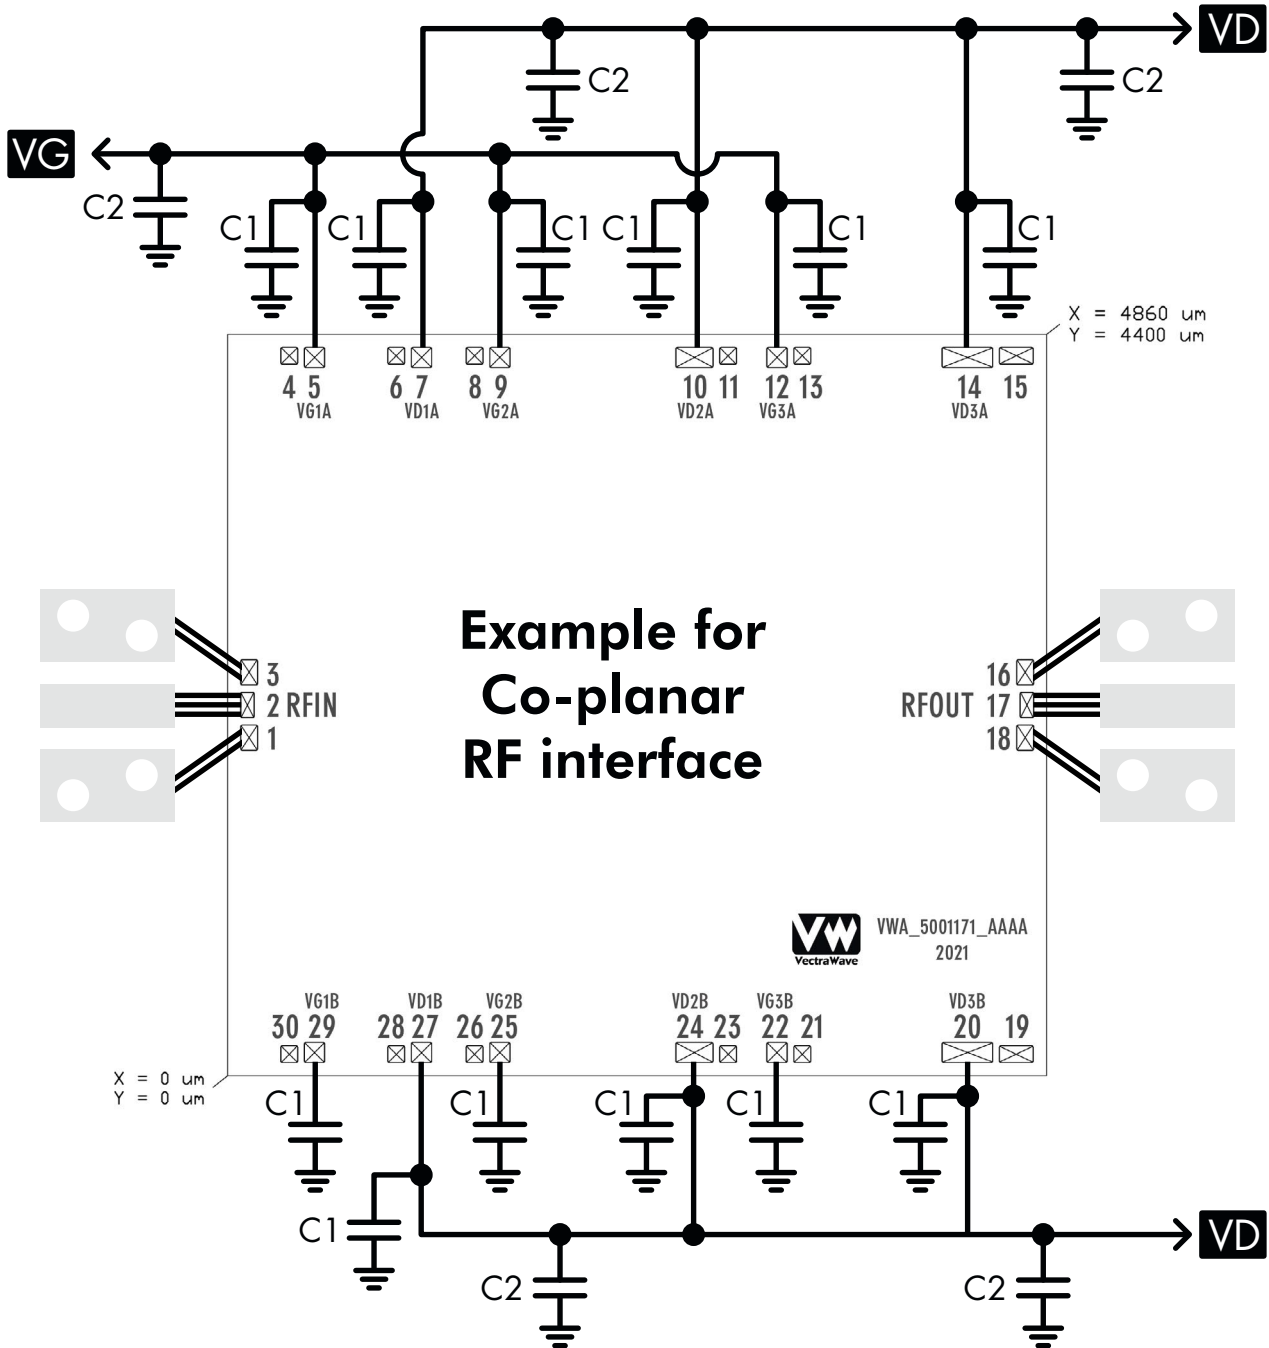 VD
C2 C2
VG
C2 C1 C1 C1 C1 C1 C1
X = 4860 um
Y = 4400 um
4 5 6 7 8 9 10 11 12 13 14 15
VG1A VD1A VG2A VD2A VG3A VD3A
Example for
Co-planar
RF interface
3 16
2 RFIN RFOUT 17
1 18
VW
VectraWave
VWA_5001171_AAAA
2021
VG1B VD1B VG2B VD2B VG3B VD3B
30 29 28 27 26 25 24 23 22 21 20 19
X = 0 um
Y = 0 um
C1 C1 C1 C1 C1
C1
VD
C2 C2